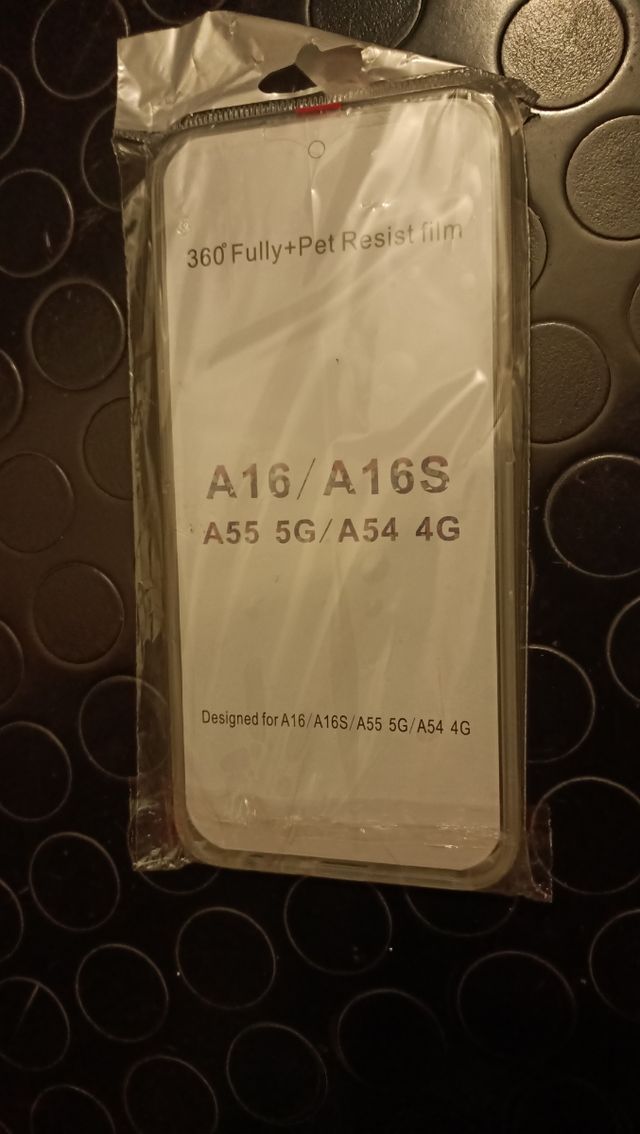 360° Fully+Pet Resist film
A16/A16S
A55 5G/A54 4G
Designed for A16/A16S/A55 5G/A54 4G